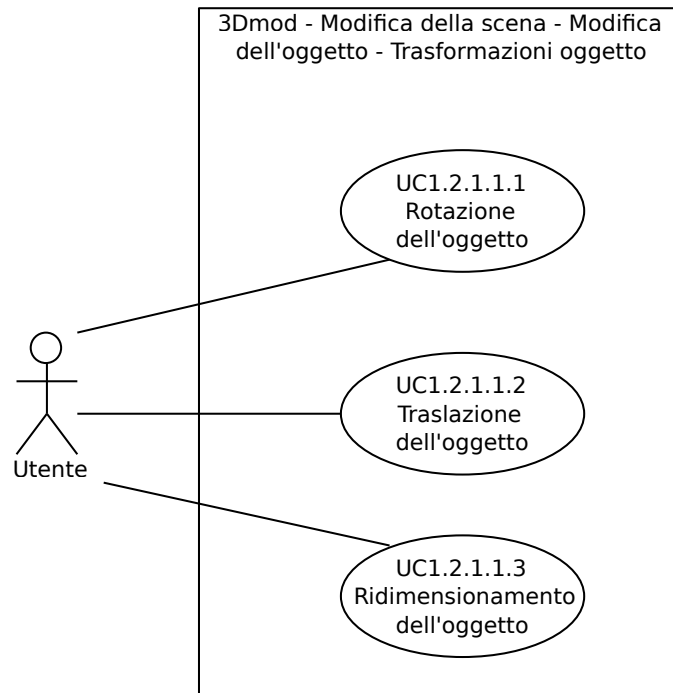 3Dmod - Modifica della scena - Modifica
dell'oggetto - Trasformazioni oggetto
UC1.2.1.1.1
Rotazione
dell'oggetto
UC1.2.1.1.2
Traslazione
dell'oggetto
Utente
UC1.2.1.1.3
Ridimensionamento
dell'oggetto